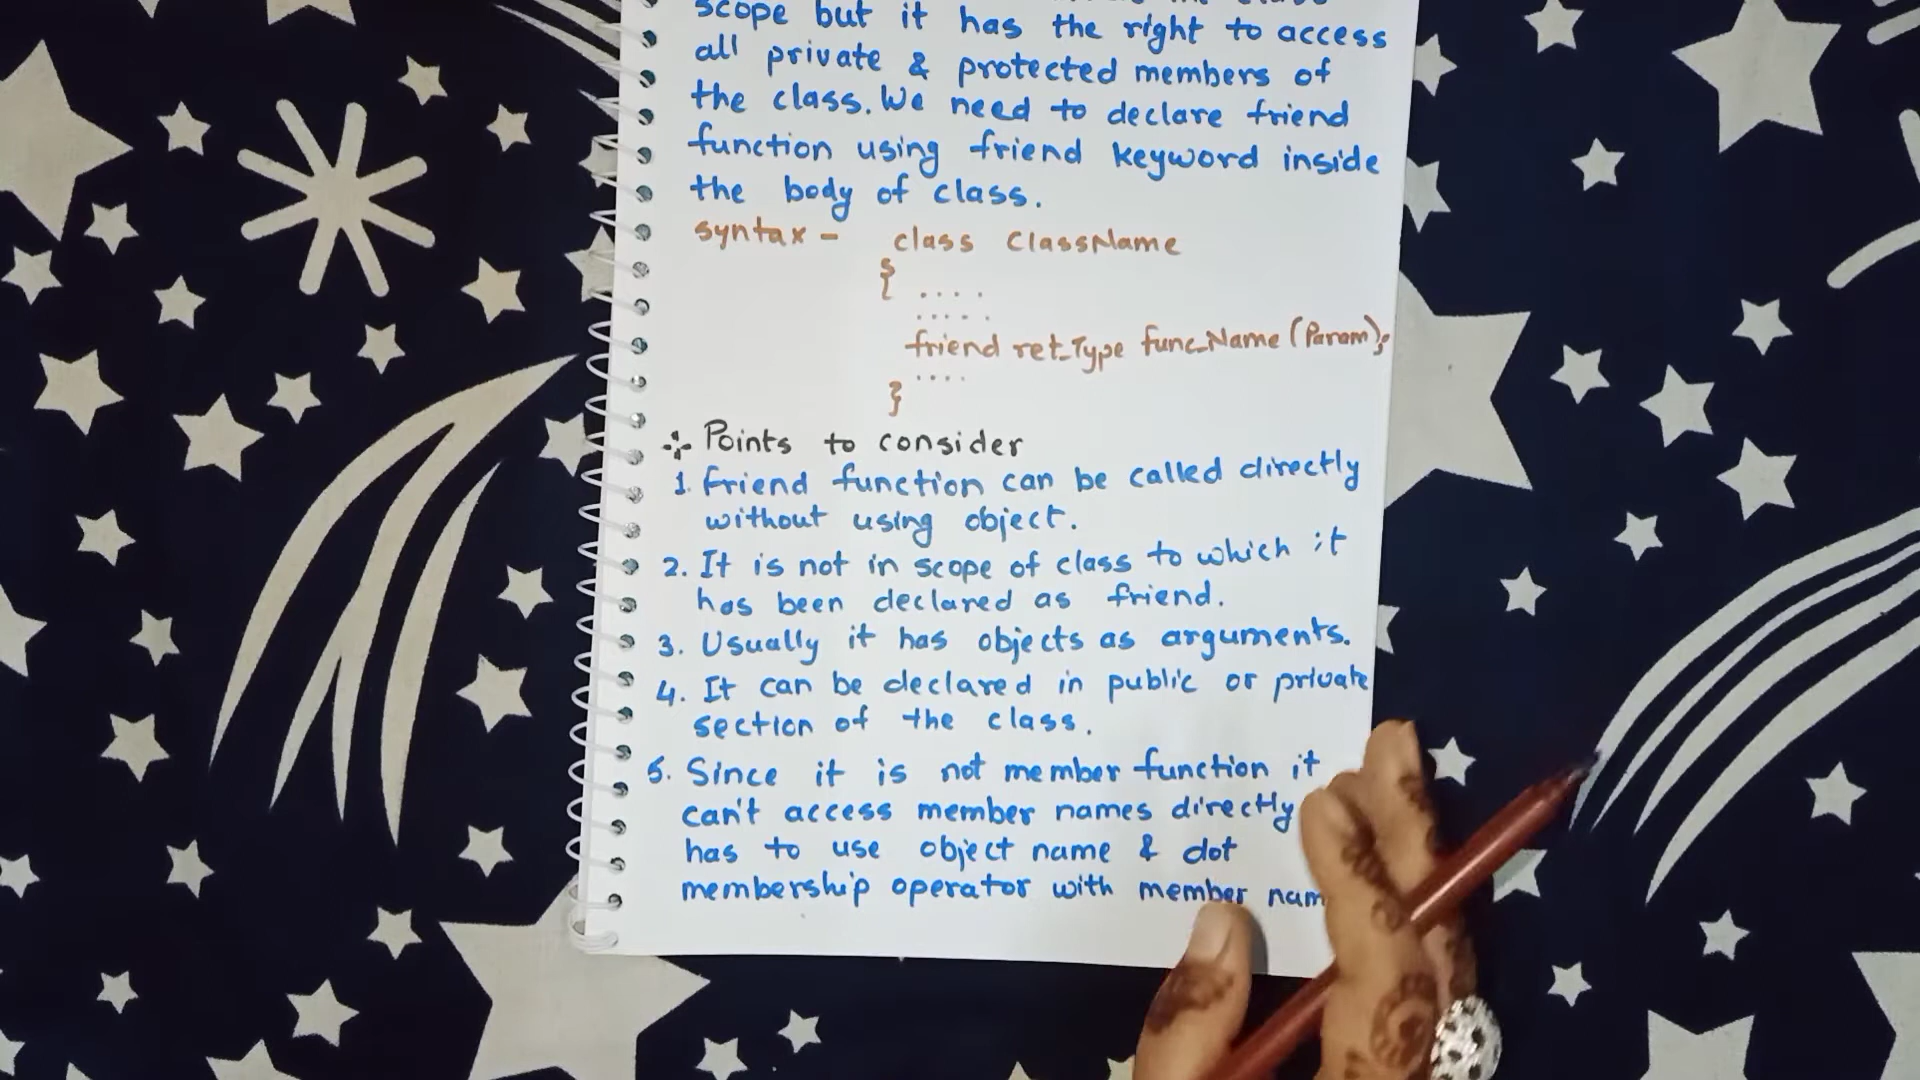 scope but it has the right to access
all private & protected members of
the class. We need to declare friend
function using friend keyword inside
the body of class.
syntax - class ClassName
{
....
.....
friend ret_Type func_Name (Param);
....
}
Points to consider
1. Friend function can be called directly
without using object.
2. It is not in scope of class to which it
has been declared as friend.
3. Usually it has objects as arguments.
4. It can be declared in public or private
section of the class.
5. Since it is not member function it
can't access member names directly
has to use object name & dot
membership operator with member nam